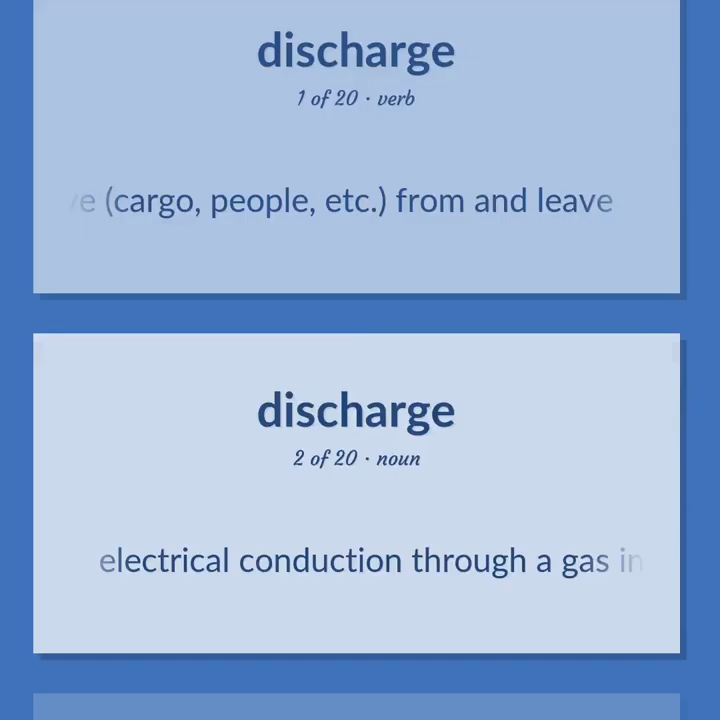 discharge
1 of 20 · verb
(cargo, people, etc.) from and leave
discharge
2 of 20 · noun
electrical conduction through a gas in